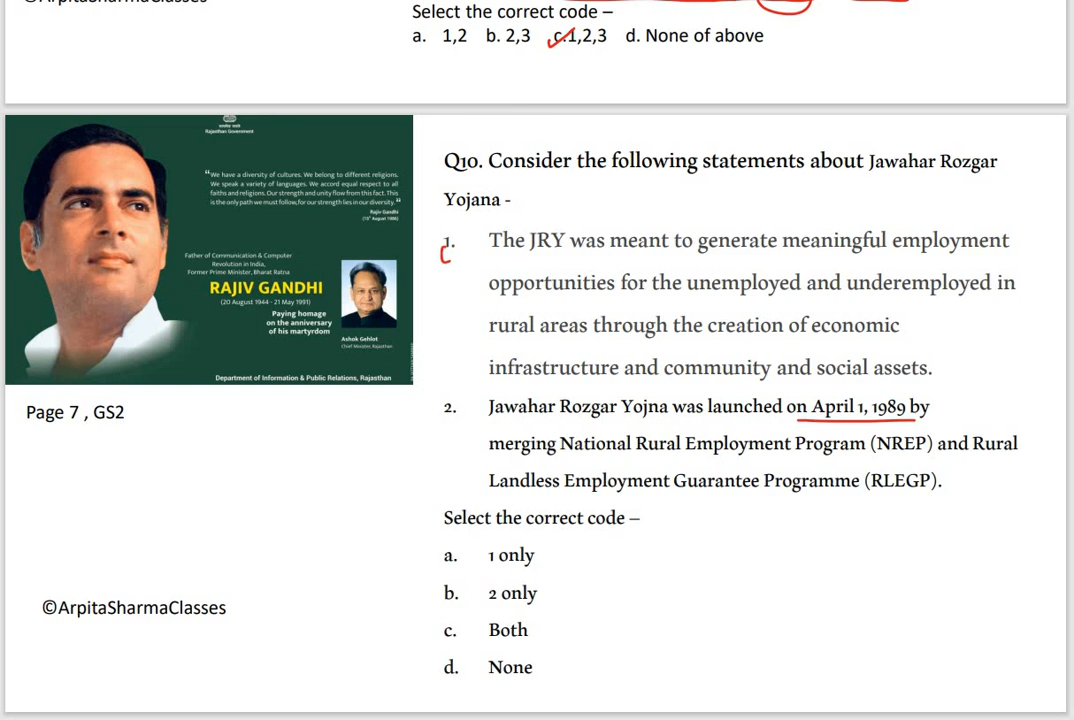 ©ArpitaSharmaClasses
Select the correct code –
a. 1,2 b. 2,3 c.1,2,3 d. None of above
Rajasthan Government
“We have a diversity of cultures. We belong to different religions.
We speak a variety of languages. We accord equal respect to all
faiths and religions. Our strength and unity flow from this fact. This
is the only path we must follow, for our strength lies in our diversity.”
Rajiv Gandhi
Father of Communication & Computer
Revolution in India,
Former Prime Minister, Bharat Ratna
RAJIV GANDHI
(20 August 1944 - 21 May 1991)
Paying homage
on the anniversary
of his martyrdom
Ashok Gehlot
Chief Minister, Rajasthan
Department of Information & Public Relations, Rajasthan
Page 7 , GS2
©ArpitaSharmaClasses
Q10. Consider the following statements about Jawahar Rozgar
Yojana -
1. The JRY was meant to generate meaningful employment
opportunities for the unemployed and underemployed in
rural areas through the creation of economic
infrastructure and community and social assets.
2. Jawahar Rozgar Yojna was launched on April 1, 1989 by
merging National Rural Employment Program (NREP) and Rural
Landless Employment Guarantee Programme (RLEGP).
Select the correct code –
a. 1 only
b. 2 only
c. Both
d. None